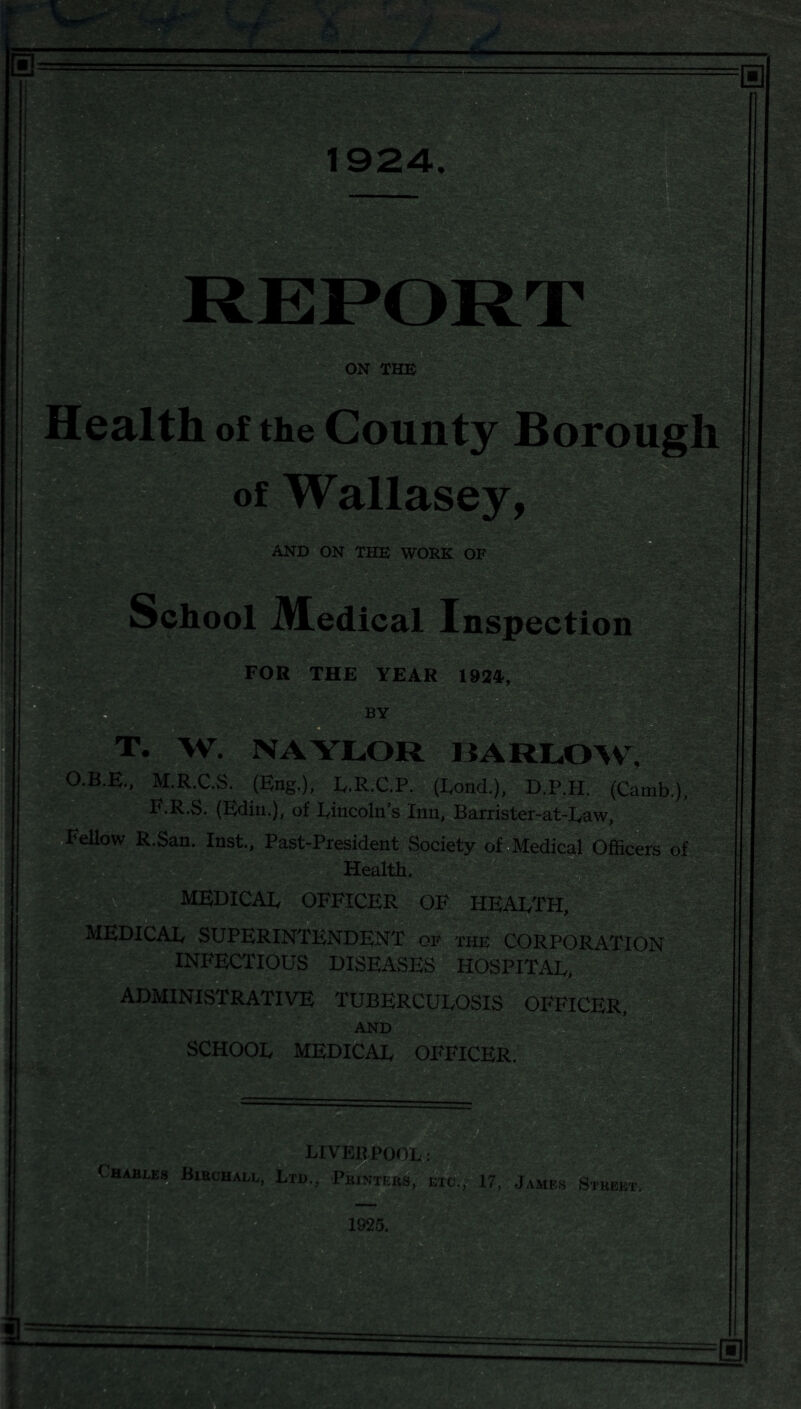 1924.
REPORT
ON THE
Health of the County Borough
of Wallasey,
AND ON THE WORK OF
School Medical Inspection
FOR THE YEAR 1924,
BY
T. W. NAYLOR BARLOW,
O.B.E., M.R.C.S. (Eng.), L.R.C.P. (Lond.), D.P.H. (Camb.),
F.R.S. (Edin.), of Lincoln's Inn, Barrister-at-Law,
Fellow R.San. Inst., Past-President Society of Medical Officers of
Health.
MEDICAL OFFICER OF HEALTH,
MEDICAL SUPERINTENDENT OF THE CORPORATION
INFECTIOUS DISEASES HOSPITAL,
ADMINISTRATIVE TUBERCULOSIS OFFICER,
AND
SCHOOL MEDICAL OFFICER.
LIVERPOOL:
CHARLES BIRCHALL, LTD., PRINTERS, ETC., 17, JAMES STREET.
1925.